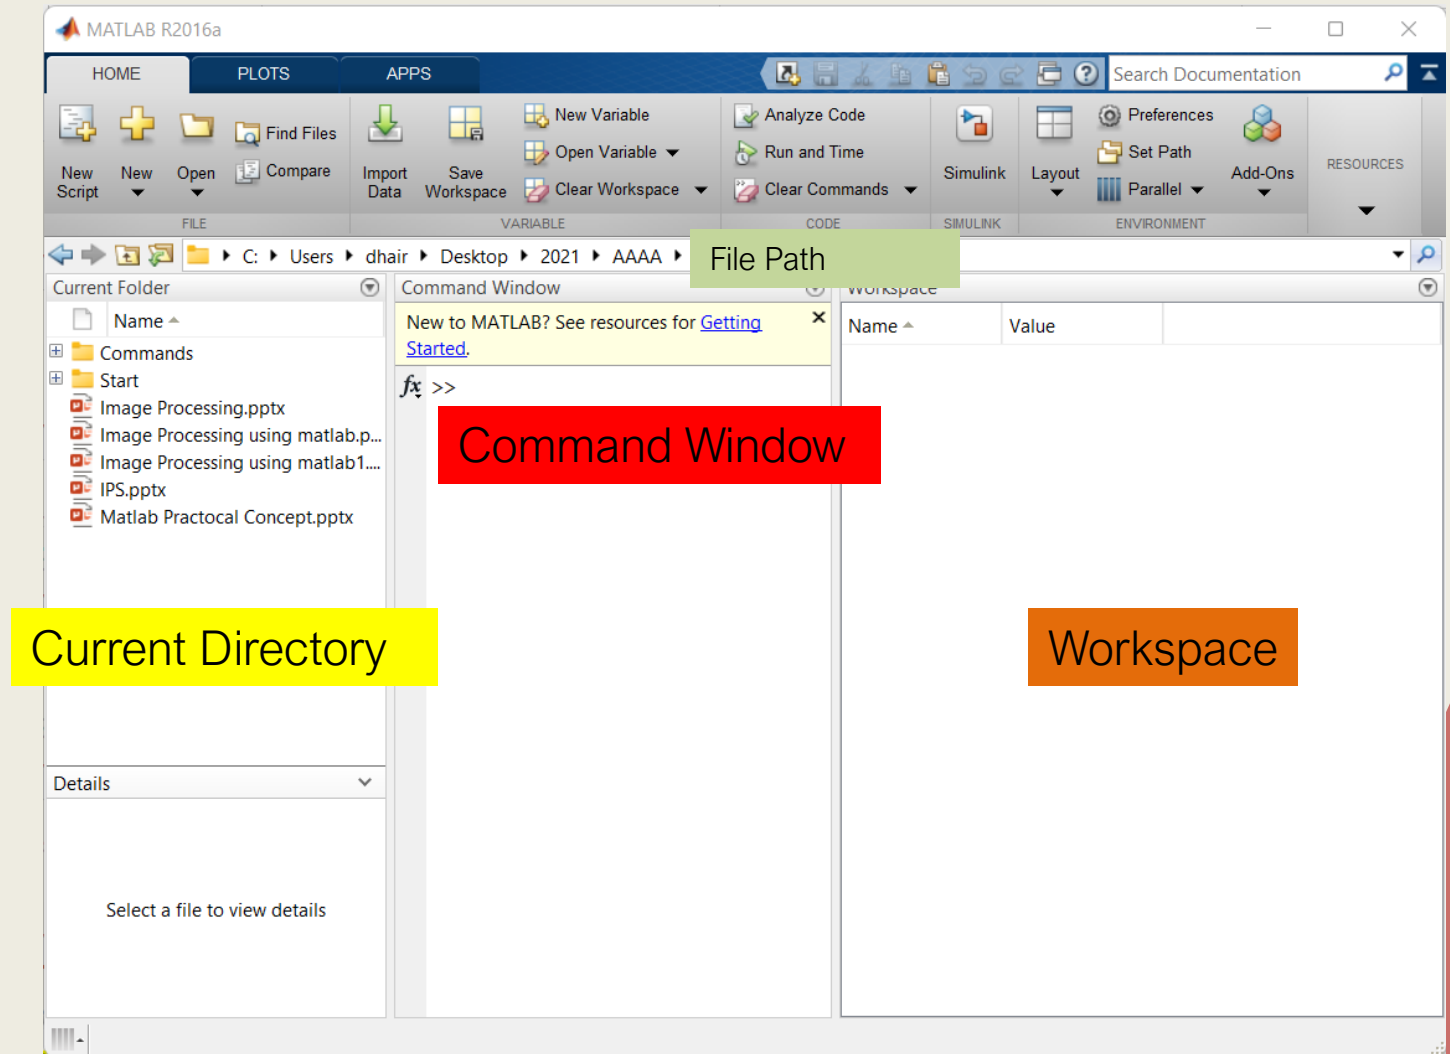 MATLAB R2016a
HOME PLOTS APPS
Search Documentation
New Script
New
Open
Find Files
Compare
FILE
Import Data
Save Workspace
New Variable
Open Variable
Clear Workspace
VARIABLE
Analyze Code
Run and Time
Clear Commands
CODE
Simulink
SIMULINK
Layout
Preferences
Set Path
Parallel
Add-Ons
ENVIRONMENT
RESOURCES
C: Users dhair Desktop 2021 AAAA
File Path
Current Folder
Name
Commands
Start
Image Processing.pptx
Image Processing using matlab.p...
Image Processing using matlab1....
IPS.pptx
Matlab Practocal Concept.pptx
Current Directory
Details
Select a file to view details
Command Window
New to MATLAB? See resources for Getting
Started.
fx >>
Command Window
Workspace
Name Value
Workspace